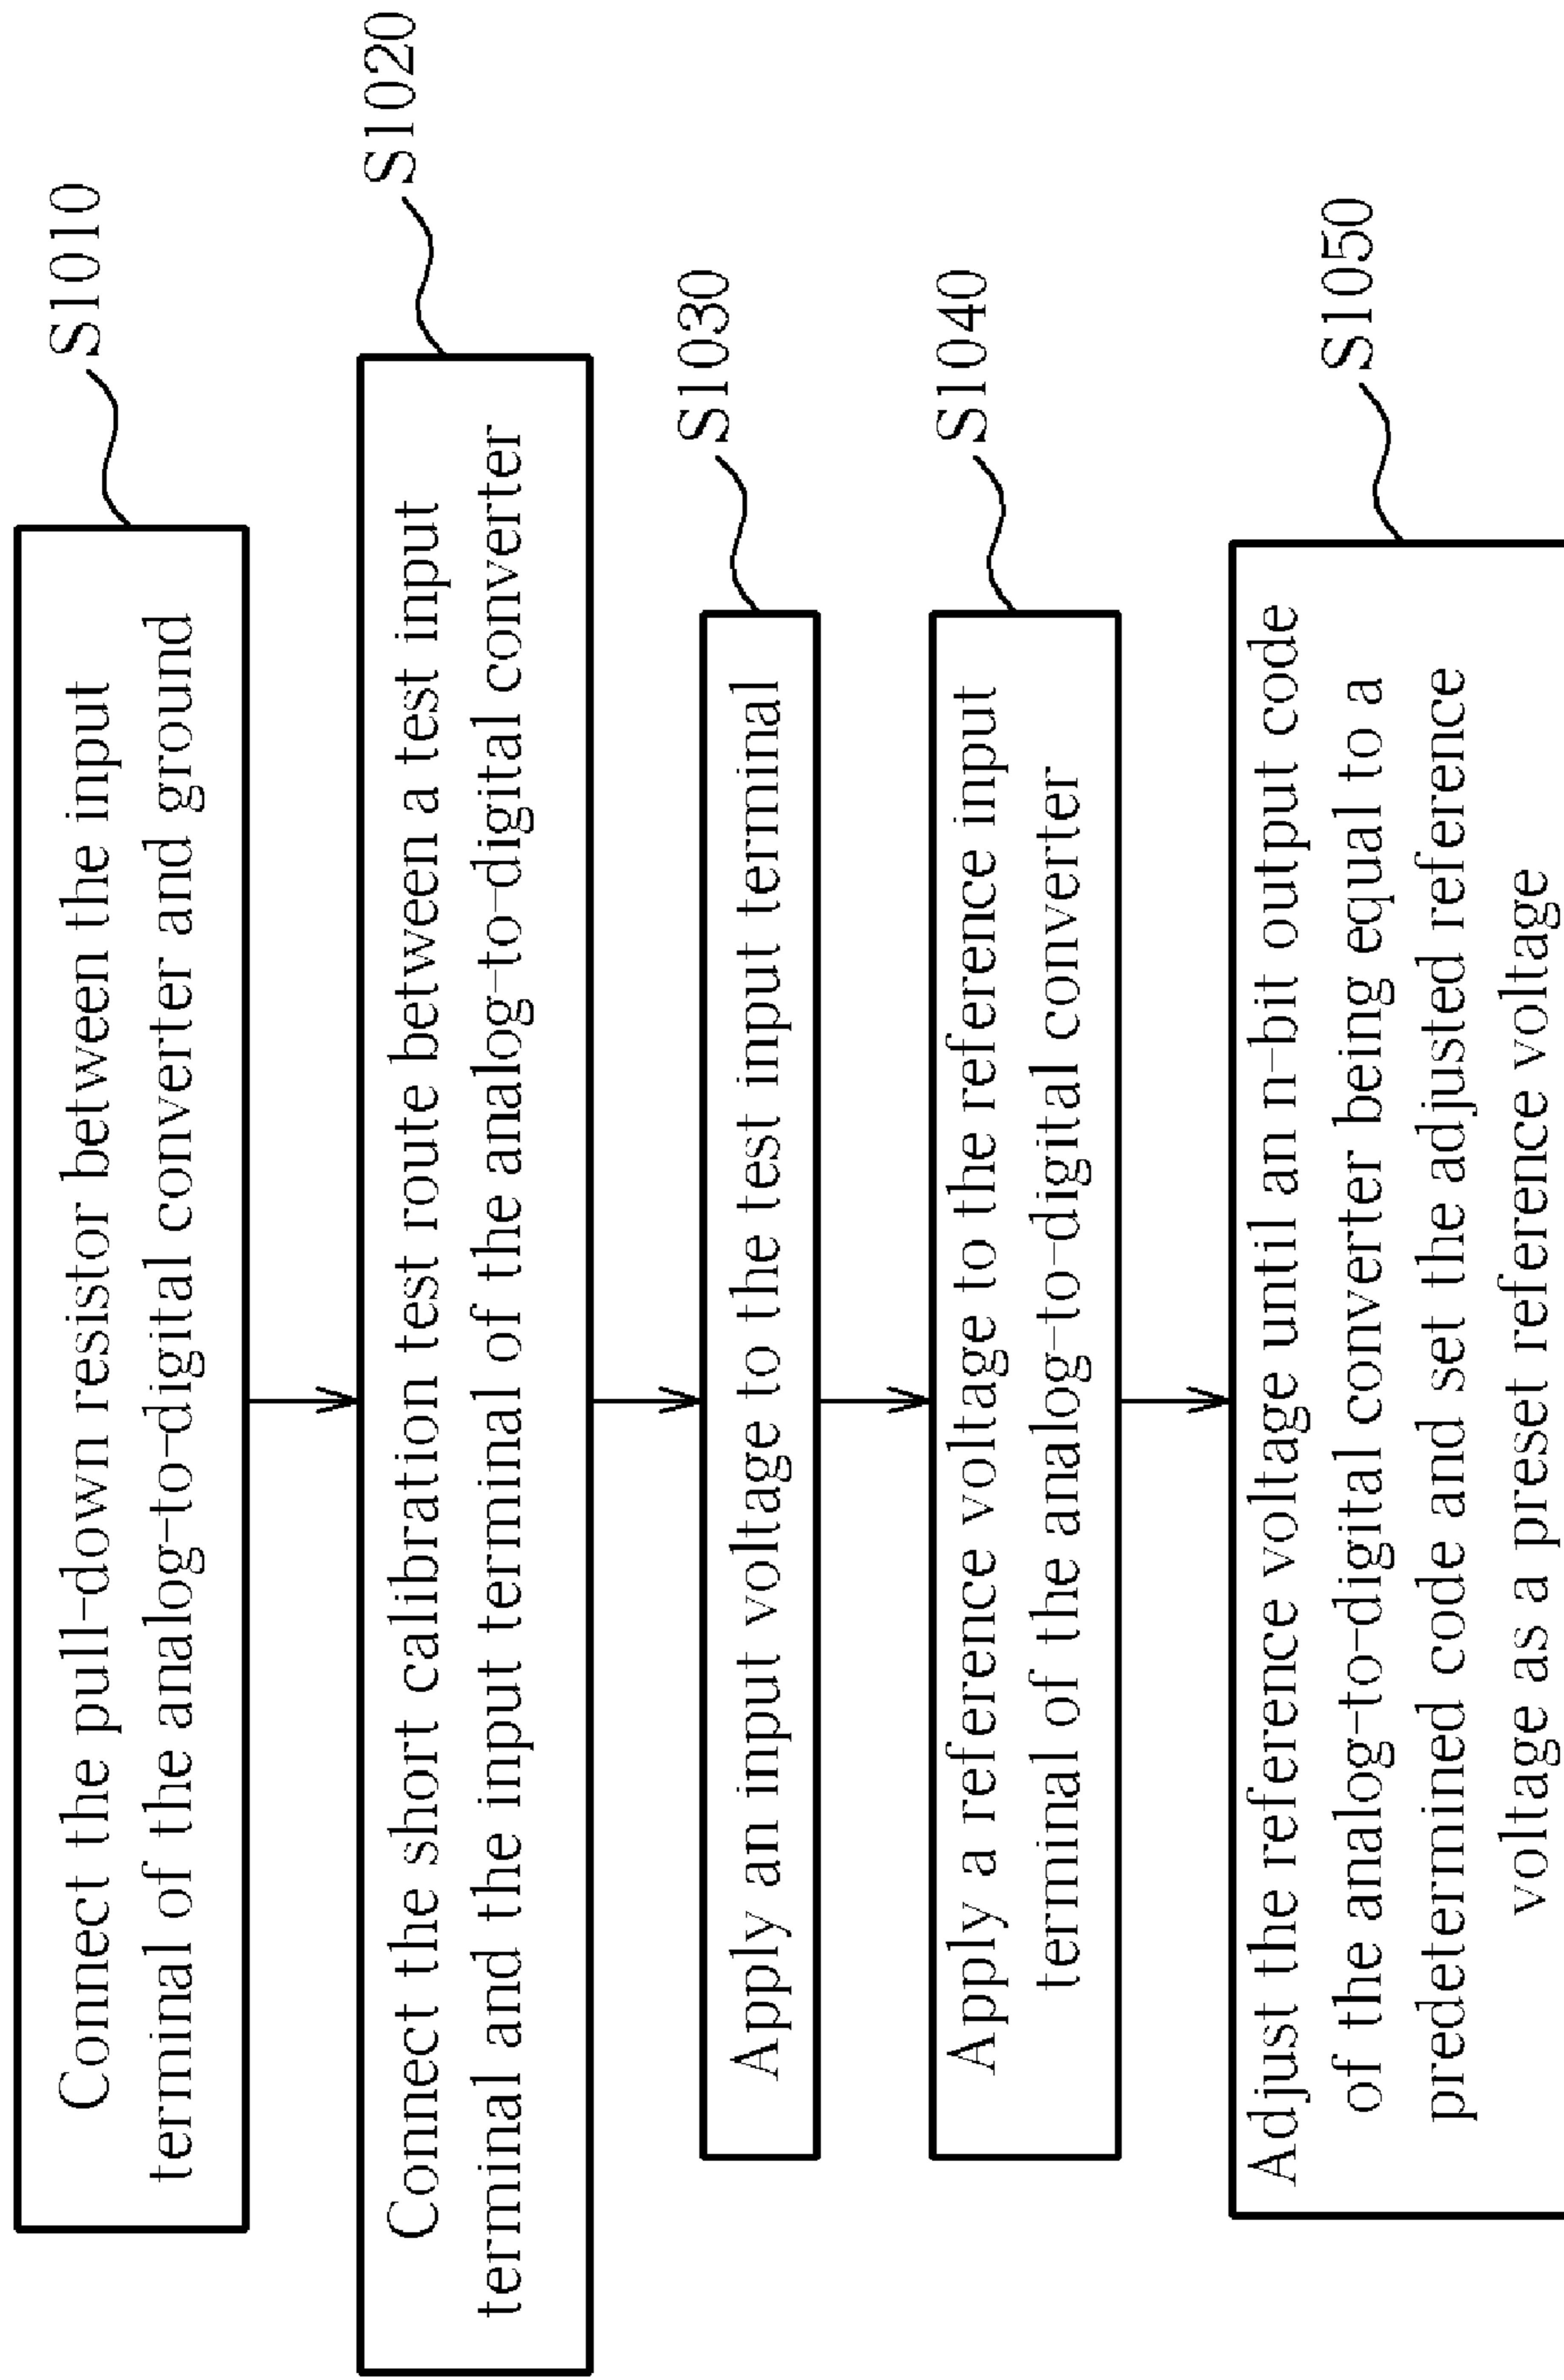 S1010
Connect the pull-down resistor between the input
terminal of the analog-to-digital converter and ground
S1020
Connect the short calibration test route between a test input
terminal and the input terminal of the analog-to-digital converter
S1030
Apply an input voltage to the test input terminal
S1040
Apply a reference voltage to the reference input
terminal of the analog-to-digital converter
S1050
Adjust the reference voltage until an n-bit output code
of the analog-to-digital converter being equal to a
predetermined code and set the adjusted reference
voltage as a preset reference voltage